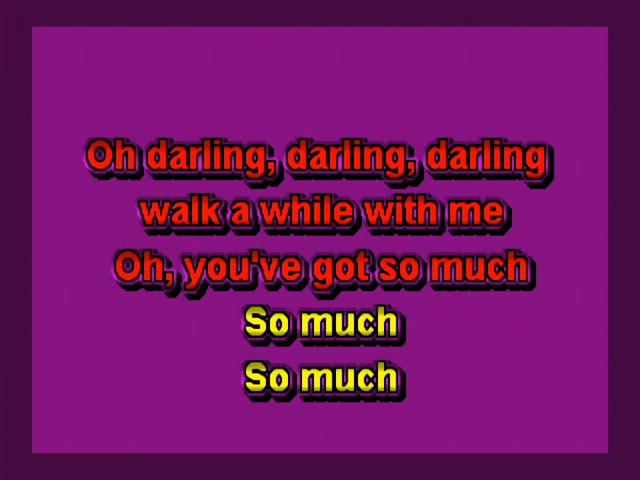 Oh darling, darling, darling
walk a while with me
Oh, you've got so much
So much
So much